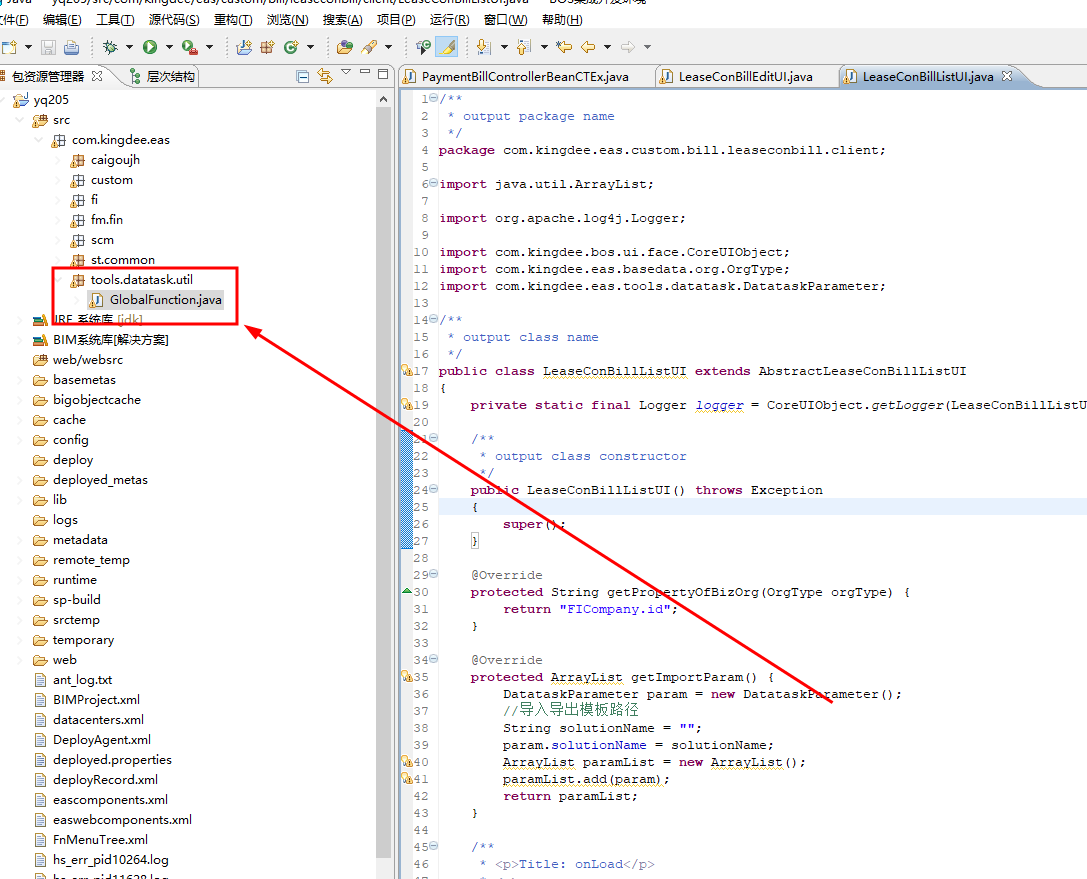 Java - yq205/src/com/kingdee/eas/custom/bill/leaseconbill/client/LeaseConBillListUI.java - BOS集成开发环境
文件(F) 编辑(E) 工具(T) 源代码(S) 重构(T) 浏览(N) 搜索(A) 项目(P) 运行(R) 窗口(W) 帮助(H)
包资源管理器 层次结构
yq205
src
com.kingdee.eas
caigoujh
custom
fi
fm.fin
scm
st.common
tools.datatask.util
GlobalFunction.java
JRE 系统库 [jdk]
BIM系统库[解决方案]
web/websrc
basemetas
bigobjectcache
cache
config
deploy
deployed_metas
lib
logs
metadata
remote_temp
runtime
sp-build
srctemp
temporary
web
ant_log.txt
BIMProject.xml
datacenters.xml
DeployAgent.xml
deployed.properties
deployRecord.xml
eascomponents.xml
easwebcomponents.xml
FnMenuTree.xml
hs_err_pid10264.log
hs_err_pid11628.log
PaymentBillControllerBeanCTEx.java LeaseConBillEditUI.java LeaseConBillListUI.java
1 /**
2 * output package name
3 */
4 package com.kingdee.eas.custom.bill.leaseconbill.client;
5
6 import java.util.ArrayList;
7
8 import org.apache.log4j.Logger;
9
10 import com.kingdee.bos.ui.face.CoreUIObject;
11 import com.kingdee.eas.basedata.org.OrgType;
12 import com.kingdee.eas.tools.datatask.DatataskParameter;
13
14 /**
15 * output class name
16 */
17 public class LeaseConBillListUI extends AbstractLeaseConBillListUI
18 {
19 private static final Logger logger = CoreUIObject.getLogger(LeaseConBillListU
20
21 /**
22 * output class constructor
23 */
24 public LeaseConBillListUI() throws Exception
25 {
26 super();
27 }
28
29 @Override
30 protected String getPropertyOfBizOrg(OrgType orgType) {
31 return "FICompany.id";
32 }
33
34 @Override
35 protected ArrayList getImportParam() {
36 DatataskParameter param = new DatataskParameter();
37 //导入导出模板路径
38 String solutionName = "";
39 param.solutionName = solutionName;
40 ArrayList paramList = new ArrayList();
41 paramList.add(param);
42 return paramList;
43 }
44
45 /**
46 * <p>Title: onLoad</p>